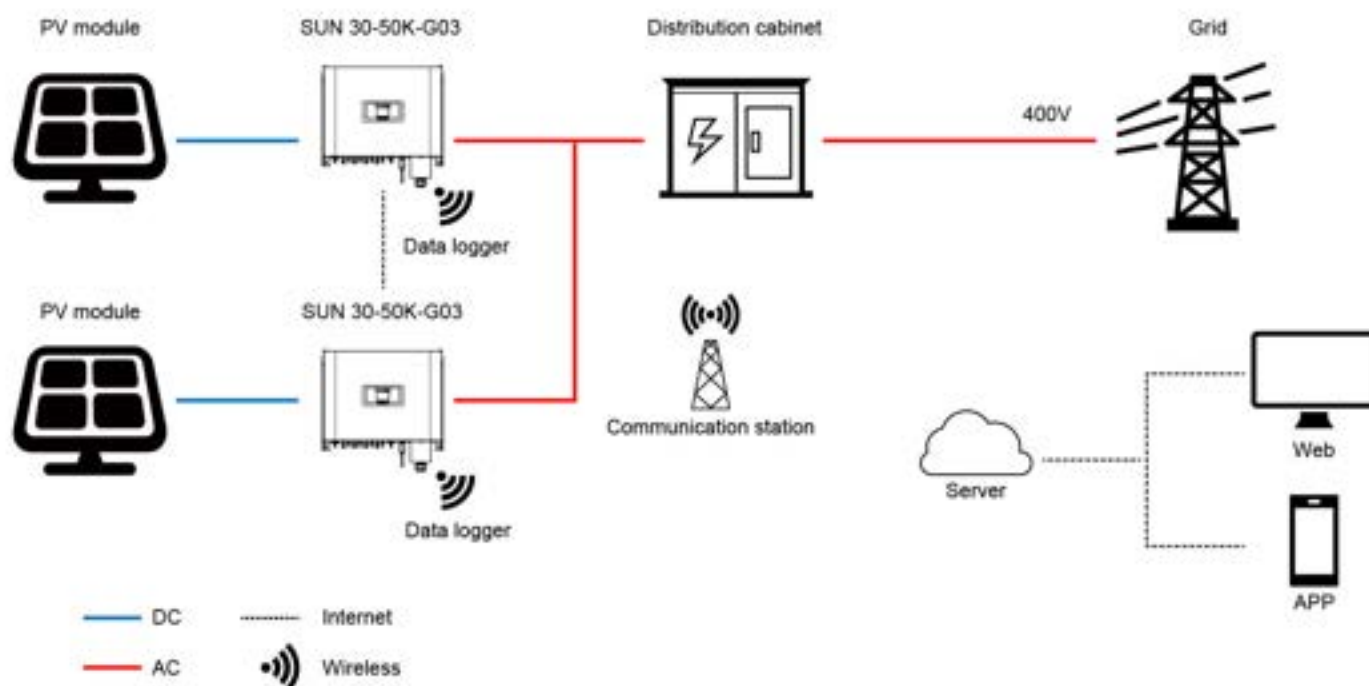 PV module
SUN 30-50K-G03
Distribution cabinet
Grid
400V
Data logger
PV module
SUN 30-50K-G03
Communication station
Web
Server
Data logger
APP
DC
Internet
AC
Wireless